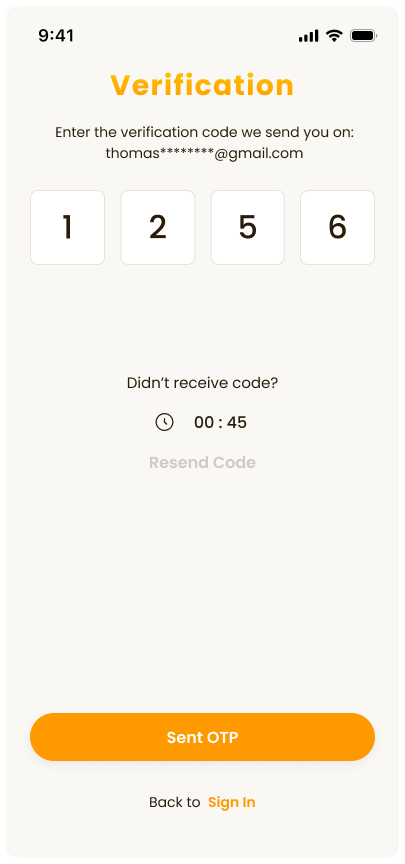 9:41
Verification
Enter the verification code we send you on:
thomas********@gmail.com
1 2 5 6
Didn’t receive code?
00 : 45
Resend Code
Sent OTP
Back to Sign In